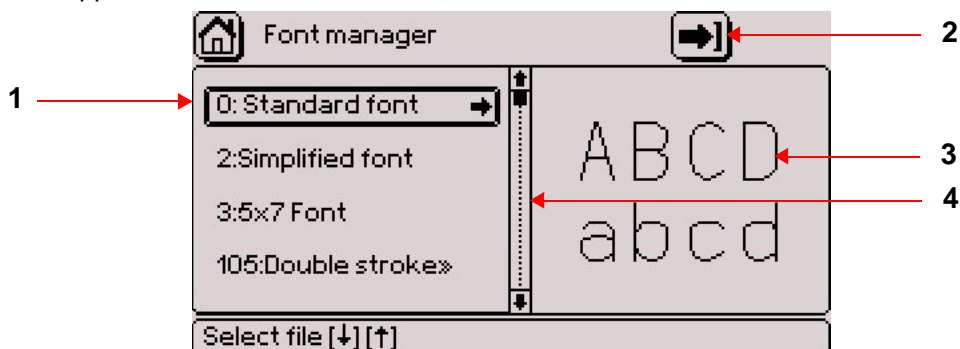 Font manager
2
1
0: Standard font
2:Simplified font
3:5x7 Font
105:Double stroke»
ABCD
abcd
3
4
Select file [↓] [↑]